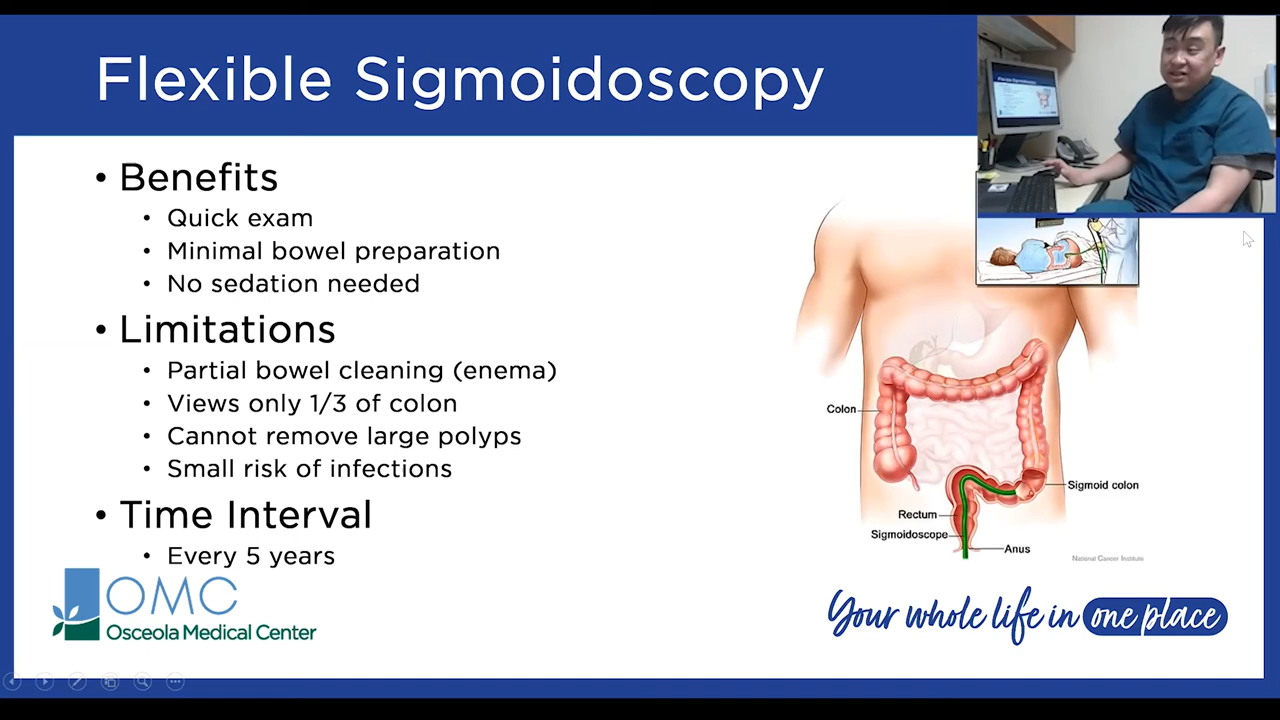 Flexible Sigmoidoscopy
• Benefits
• Quick exam
• Minimal bowel preparation
• No sedation needed
• Limitations
• Partial bowel cleaning (enema)
• Views only 1/3 of colon
• Cannot remove large polyps
• Small risk of infections
• Time Interval
• Every 5 years
Colon
Sigmoid colon
Rectum
Sigmoidoscope
Anus
National Cancer Institute
OMC
Osceola Medical Center
Your whole life in one place